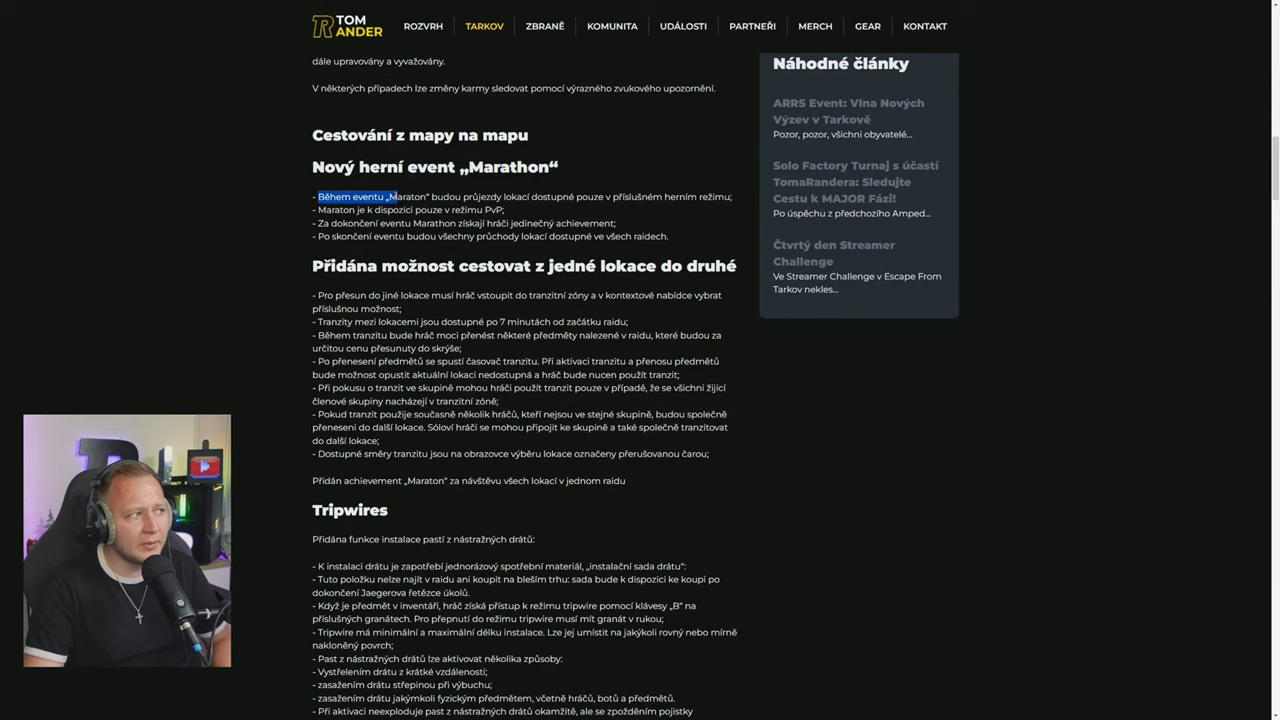 TOM
ANDER
ROZVRH
TARKOV
ZBRANĚ
KOMUNITA
UDÁLOSTI
PARTNEŘI
MERCH
GEAR
KONTAKT
dále upravovány a vyvažovány.
V některých případech lze změny karmy sledovat pomocí výrazného zvukového upozornění.
Cestování z mapy na mapu
Nový herní event „Marathon“
- Během eventu „Maraton“ budou průjezdy lokací dostupné pouze v příslušném herním režimu;
- Maraton je k dispozici pouze v režimu PvP;
- Za dokončení eventu Marathon získají hráči jedinečný achievement;
- Po skončení eventu budou všechny průchody lokací dostupné ve všech raidech.
Přidána možnost cestovat z jedné lokace do druhé
- Pro přesun do jiné lokace musí hráč vstoupit do tranzitní zóny a v kontextové nabídce vybrat
příslušnou možnost;
- Tranzity mezi lokacemi jsou dostupné po 7 minutách od začátku raidu;
- Během tranzitu bude hráč moci přenést některé předměty nalezené v raidu, které budou za
určitou cenu přesunuty do skrýše;
- Po přenesení předmětů se spustí časovač tranzitu. Při aktivaci tranzitu a přenosu předmětů
bude možnost opustit aktuální lokaci nedostupná a hráč bude nucen použít tranzit;
- Při pokusu o tranzit ve skupině mohou hráči použít tranzit pouze v případě, že se všichni žijící
členové skupiny nacházejí v tranzitní zóně;
- Pokud tranzit použije současně několik hráčů, kteří nejsou ve stejné skupině, budou společně
přeneseni do další lokace. Sóloví hráči se mohou připojit ke skupině a také společně tranzitovat
do další lokace;
- Dostupné směry tranzitu jsou na obrazovce výběru lokace označeny přerušovanou čarou;
Přidán achievement „Maraton“ za návštěvu všech lokací v jednom raidu
Tripwires
Přidána funkce instalace pastí z nástražných drátů:
- K instalaci drátu je zapotřebí jednorázový spotřební materiál, „instalační sada drátu“:
- Tuto položku nelze najít v raidu ani koupit na bleším trhu: sada bude k dispozici ke koupi po
dokončení Jaegerova řetězce úkolů.
- Když je předmět v inventáři, hráč získá přístup k režimu tripwire pomocí klávesy „B“ na
příslušných granátech. Pro přepnutí do režimu tripwire musí mít granát v rukou;
- Tripwire má minimální a maximální délku instalace. Lze jej umístit na jakýkoli rovný nebo mírně
nakloněný povrch;
- Past z nástražných drátů lze aktivovat několika způsoby:
- Vystřelením drátu z krátké vzdálenosti;
- zasažením drátu střepinou při výbuchu;
- zasažením drátu jakýmkoli fyzickým předmětem, včetně hráčů, botů a předmětů.
- Při aktivaci neexploduje past z nástražných drátů okamžitě, ale se zpožděním pojistky
Náhodné články
ARRS Event: Vlna Nových
Výzev v Tarkově
Pozor, pozor, všichni obyvatelé...
Solo Factory Turnaj s účastí
TomaRandera: Sledujte
Cestu k MAJOR Fázi!
Po úspěchu z předchozího Amped...
Čtvrtý den Streamer
Challenge
Ve Streamer Challenge v Escape From
Tarkov nekles...